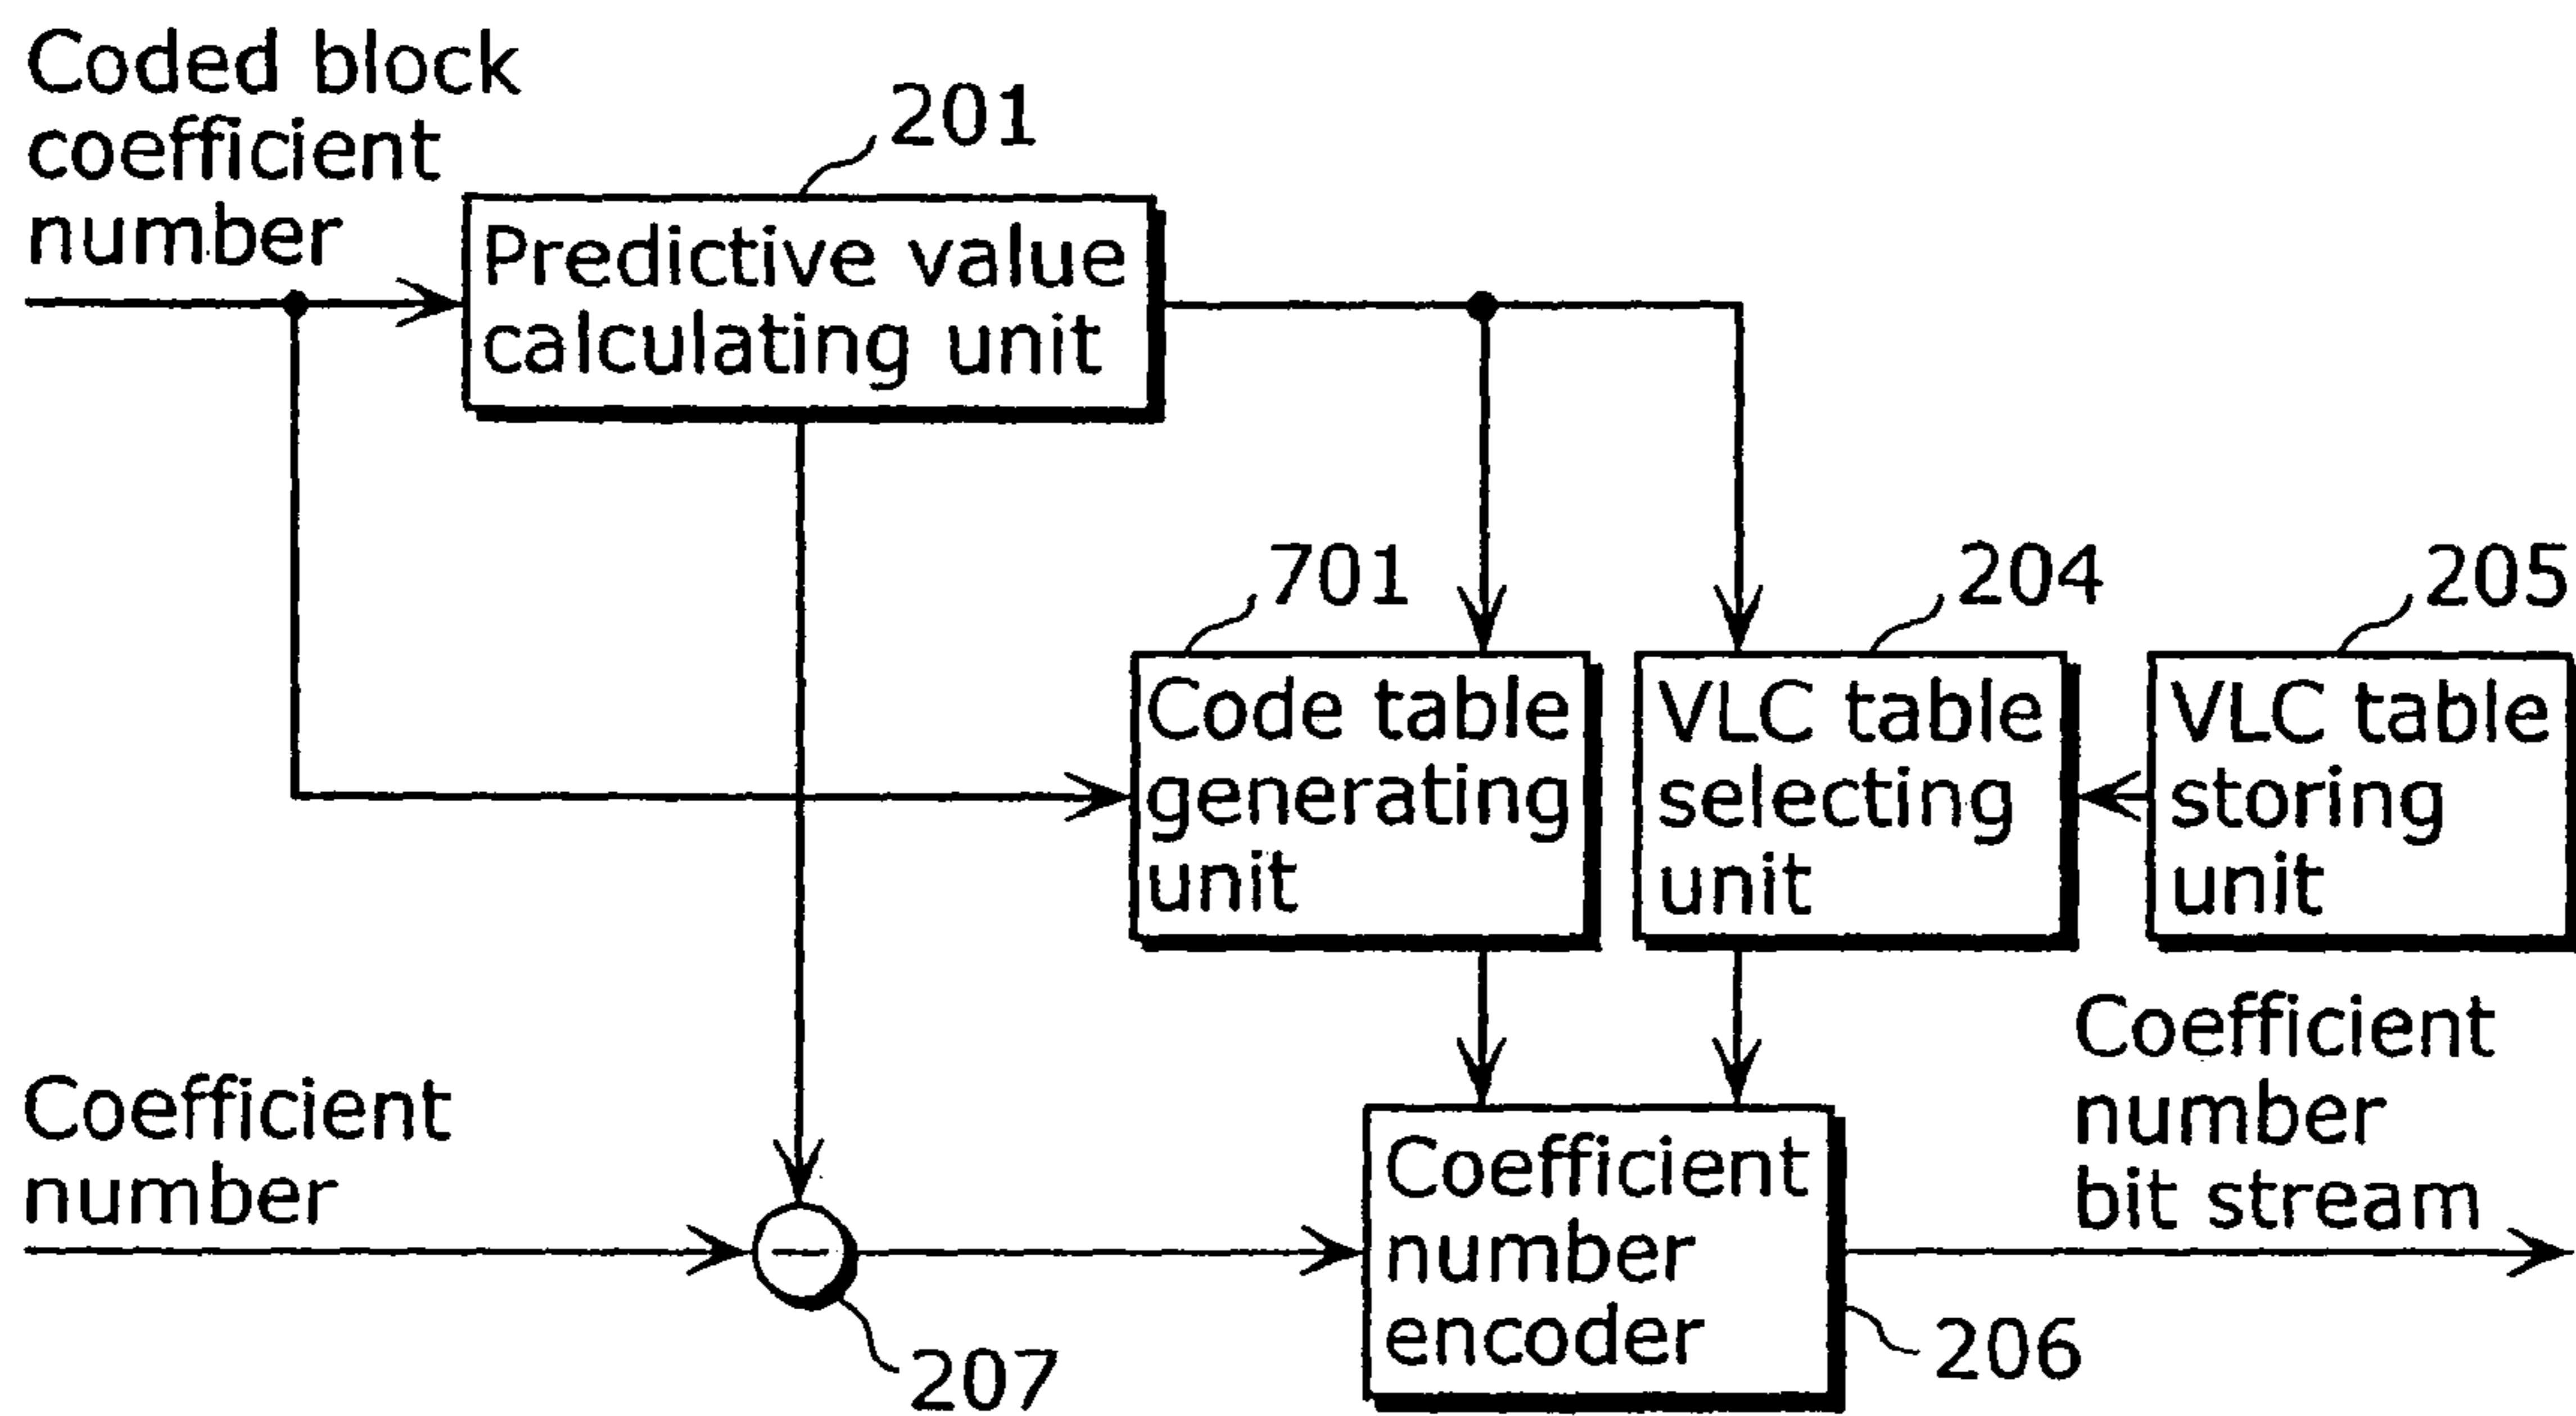 Coded block
coefficient
number
201
Predictive value
calculating unit
701
204
205
Code table
generating
unit
VLC table
selecting
unit
VLC table
storing
unit
Coefficient
number
207
Coefficient
number
encoder
206
Coefficient
number
bit stream